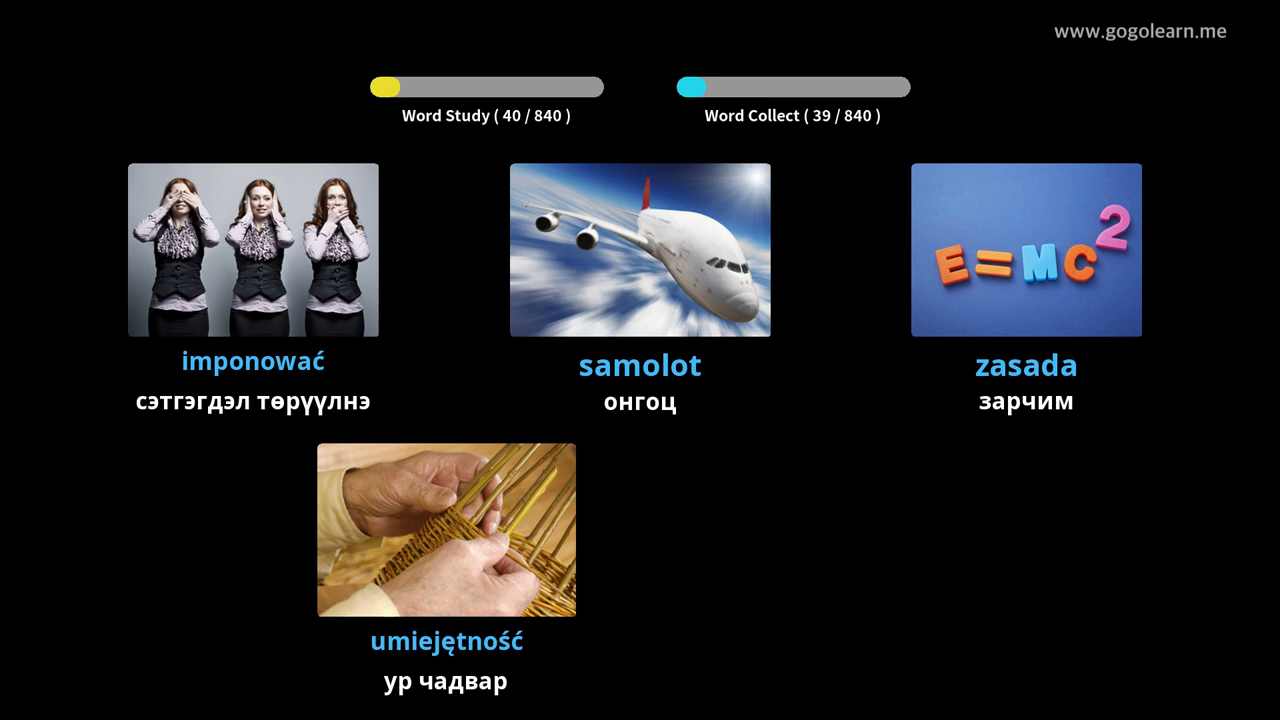 www.gogolearn.me
Word Study ( 40 / 840 )
Word Collect ( 39 / 840 )
E=MC2
imponować
samolot
zasada
сэтгэгдэл төрүүлнэ
онгоц
зарчим
umiejętność
ур чадвар